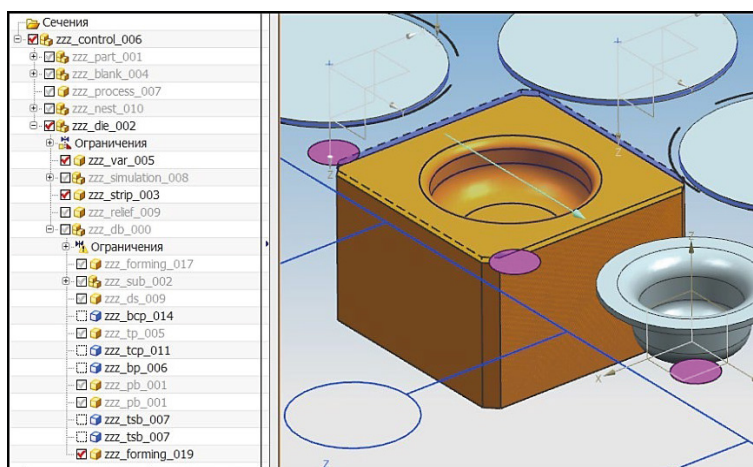 Сечения
zzz_control_006
zzz_part_001
zzz_blank_004
zzz_process_007
zzz_nest_010
zzz_die_002
Ограничения
zzz_var_005
zzz_simulation_008
zzz_strip_003
zzz_relief_009
zzz_db_000
Ограничения
zzz_forming_017
zzz_sub_002
zzz_ds_009
zzz_bcp_014
zzz_tp_005
zzz_tcp_011
zzz_bp_006
zzz_pb_001
zzz_pb_001
zzz_tsb_007
zzz_tsb_007
zzz_forming_019
Z
Z
Z
Z
X
Z